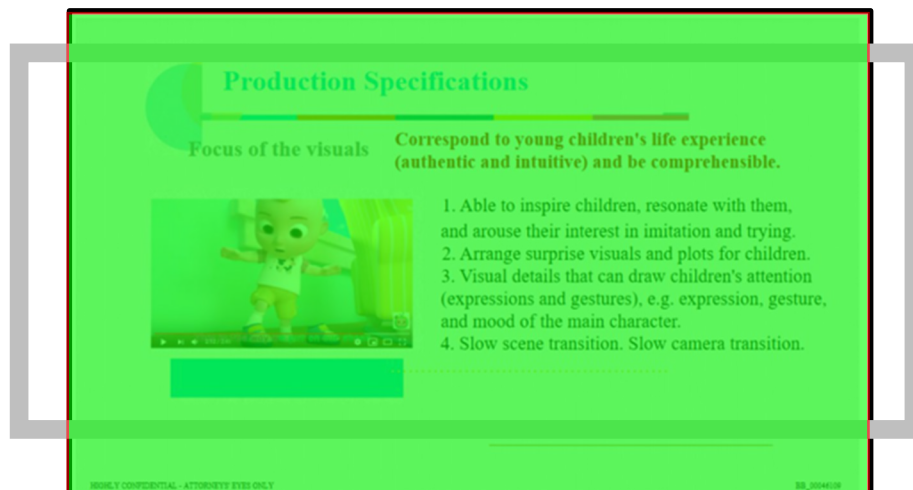 Production Specifications
Focus of the visuals
Correspond to young children's life experience
(authentic and intuitive) and be comprehensible.
1. Able to inspire children, resonate with them,
and arouse their interest in imitation and trying.
2. Arrange surprise visuals and plots for children.
3. Visual details that can draw children's attention
(expressions and gestures), e.g. expression, gesture,
and mood of the main character.
4. Slow scene transition. Slow camera transition.
HIGHLY CONFIDENTIAL - ATTORNEYS' EYES ONLY